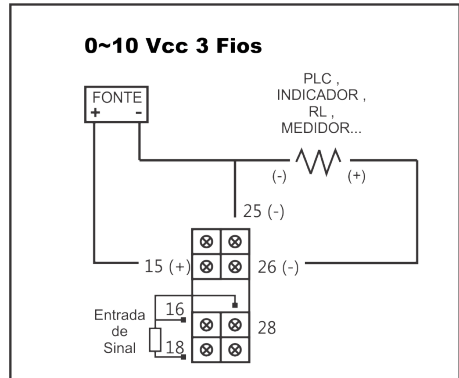 0~10 Vcc 3 Fios
FONTE
+ -
PLC ,
INDICADOR ,
RL ,
MEDIDOR...
(-) (+)
25 (-)
15 (+) 26 (-)
Entrada
de
Sinal
16
28
18